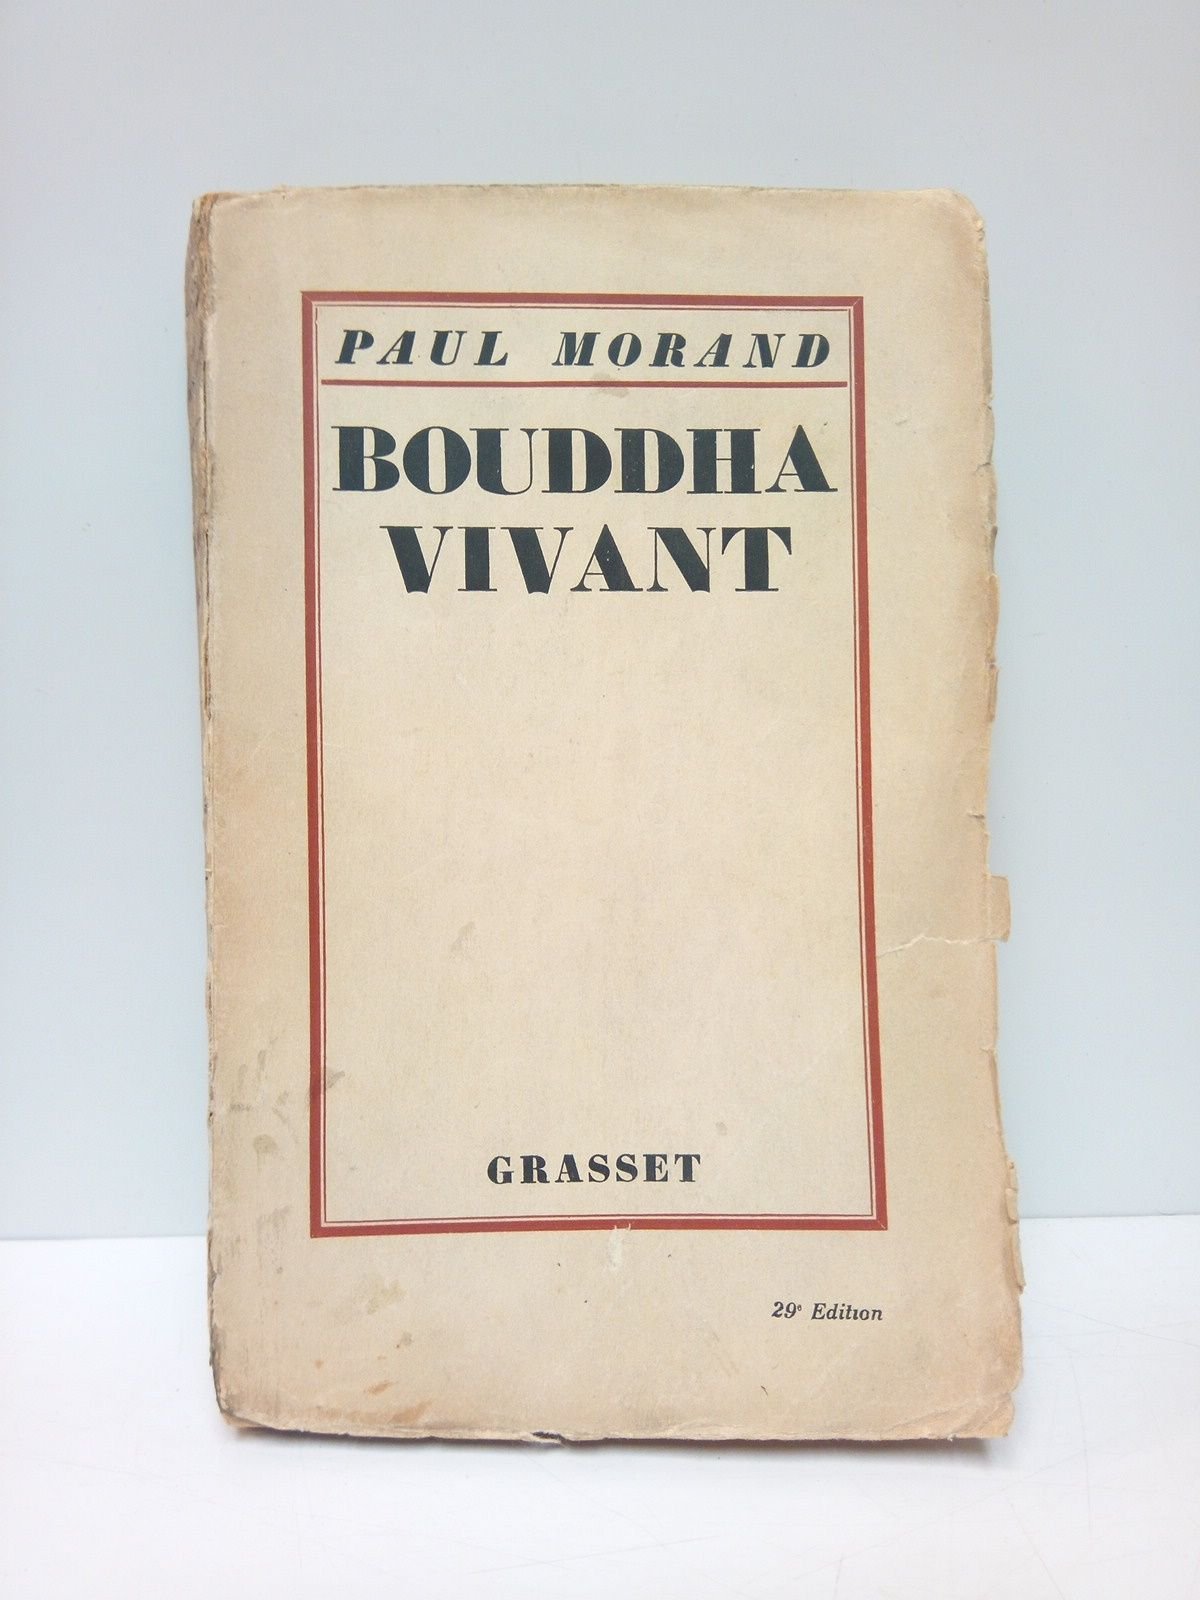 PAUL MORAND
BOUDDHA
VIVANT
GRASSET
29e Edition